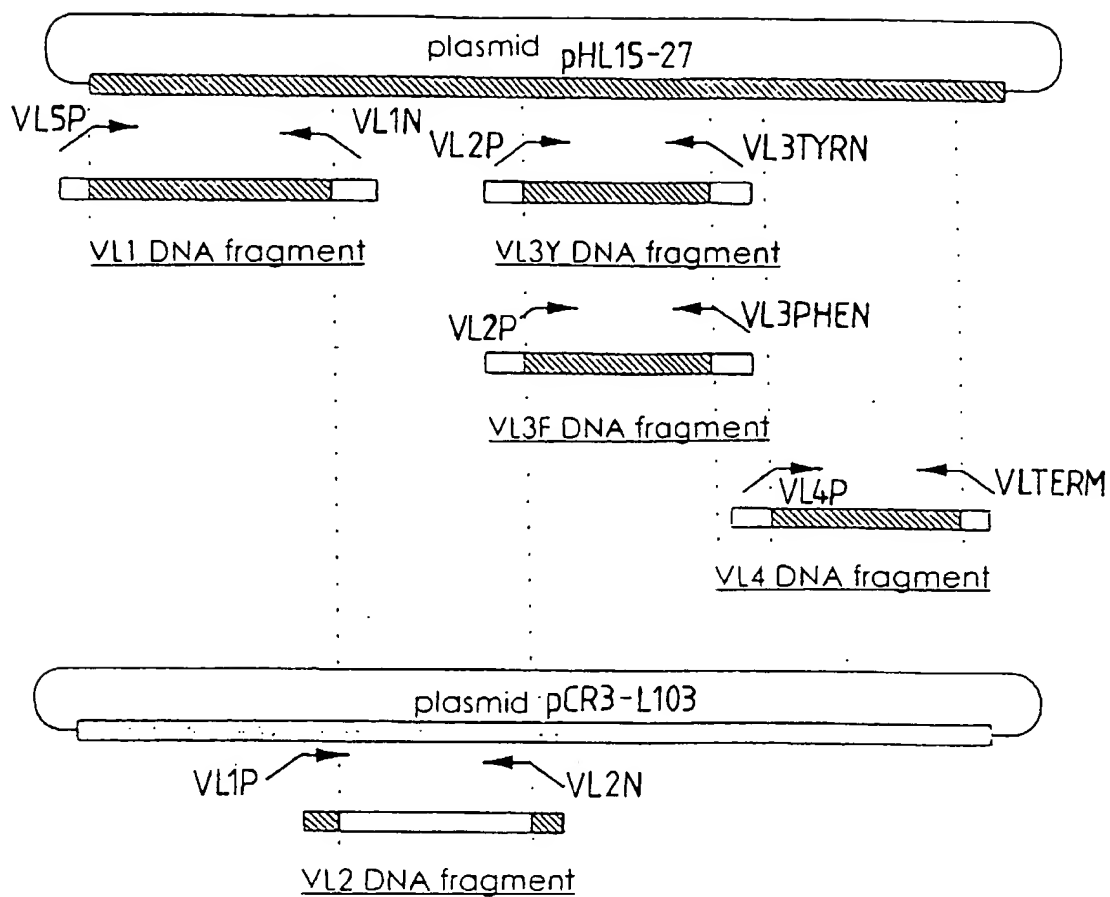 plasmid pHL15-27
VL5P
VL1N
VL2P
VL3TYRN
VL1 DNA fragment
VL3Y DNA fragment
VL2P
VL3PHEN
VL3F DNA fragment
VL4P
VLTERM
VL4 DNA fragment
plasmid pCR3-L103
VL1P
VL2N
VL2 DNA fragment